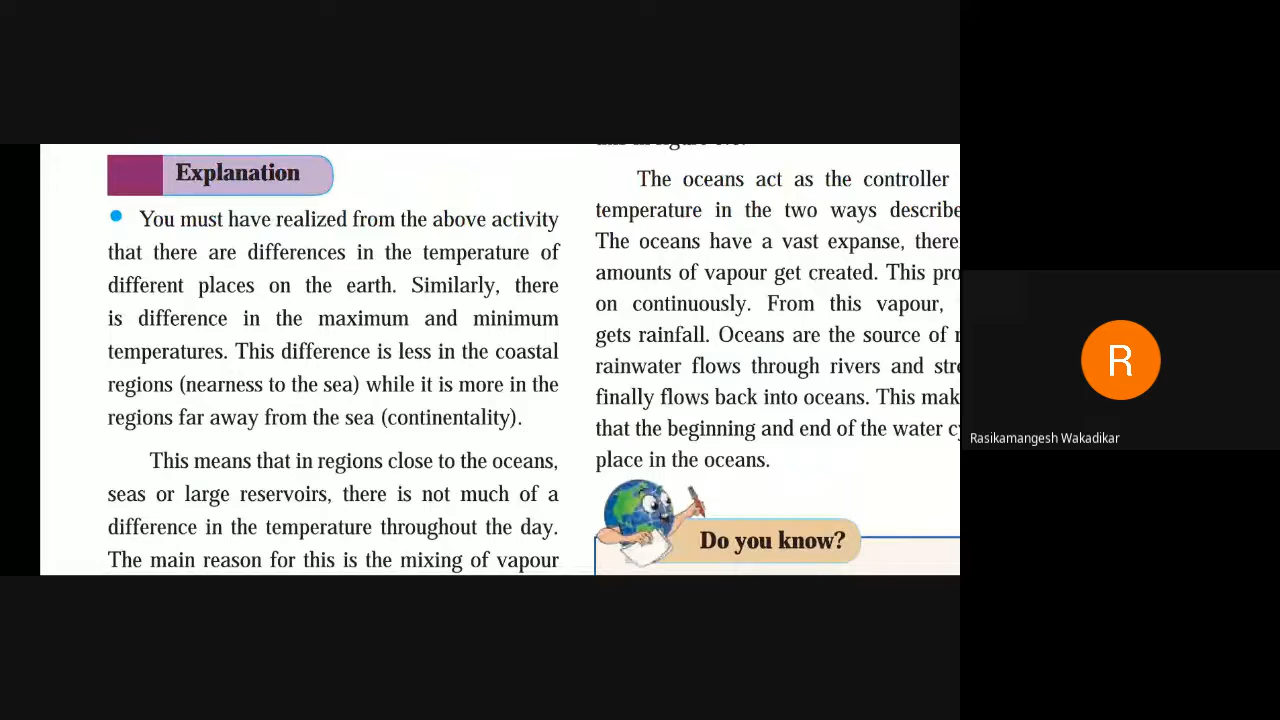 Explanation
You must have realized from the above activity
that there are differences in the temperature of
different places on the earth. Similarly, there
is difference in the maximum and minimum
temperatures. This difference is less in the coastal
regions (nearness to the sea) while it is more in the
regions far away from the sea (continentality).
This means that in regions close to the oceans,
seas or large reservoirs, there is not much of a
difference in the temperature throughout the day.
The main reason for this is the mixing of vapour
The oceans act as the controller
temperature in the two ways describe
The oceans have a vast expanse, there
amounts of vapour get created. This pro
on continuously. From this vapour,
gets rainfall. Oceans are the source of
rainwater flows through rivers and stre
finally flows back into oceans. This mak
that the beginning and end of the water cy
place in the oceans.
Do you know?
R
Rasikamangesh Wakadikar